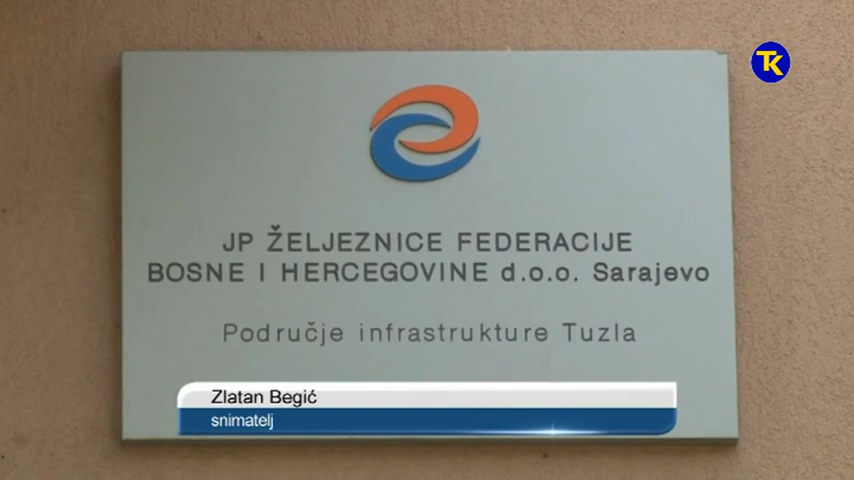 TK
JP ŽELJEZNICE FEDERACIJE
BOSNE I HERCEGOVINE d.o.o. Sarajevo
Područje infrastrukture Tuzla
Zlatan Begić
snimatelj